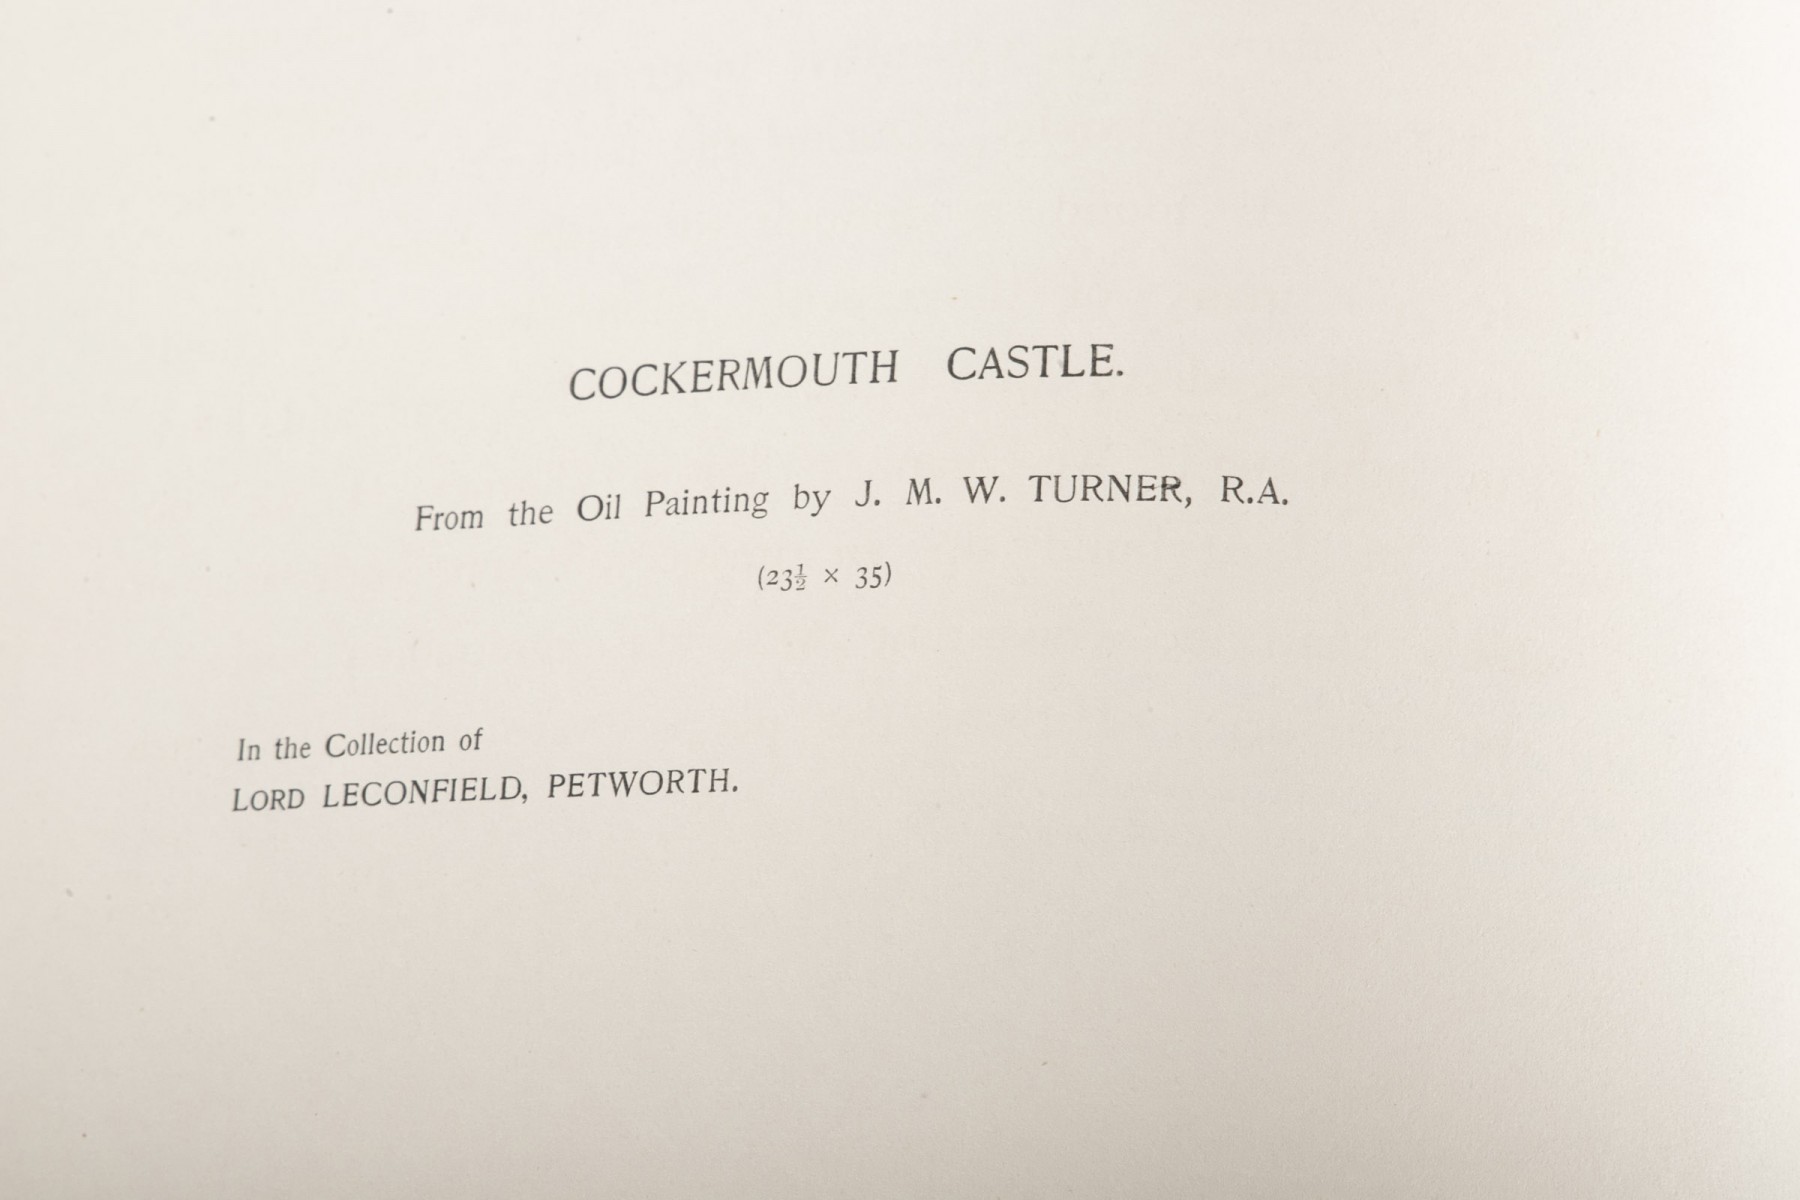 COCKERMOUTH CASTLE.
From the Oil Painting by J. M. W. TURNER, R.A.
(23½ × 35)
In the Collection of
LORD LECONFIELD, PETWORTH.